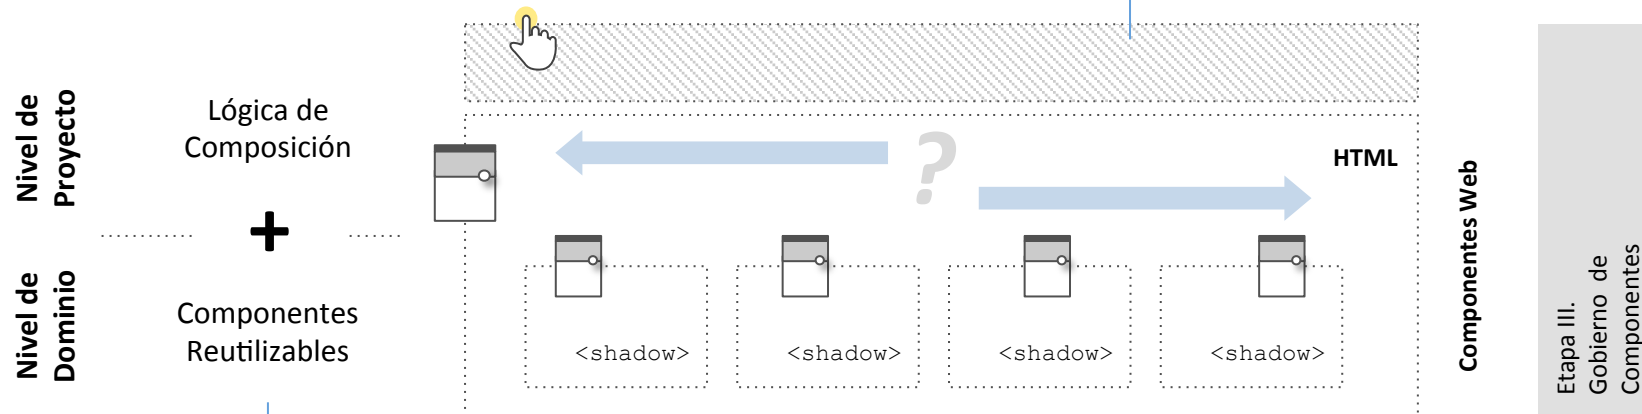 Nivel de
Proyecto
Lógica de
Composición
+
Nivel de
Dominio
Componentes
Reutilizables
?
HTML
<shadow>
<shadow>
<shadow>
<shadow>
Componentes Web
Etapa III.
Gobierno de
Componentes